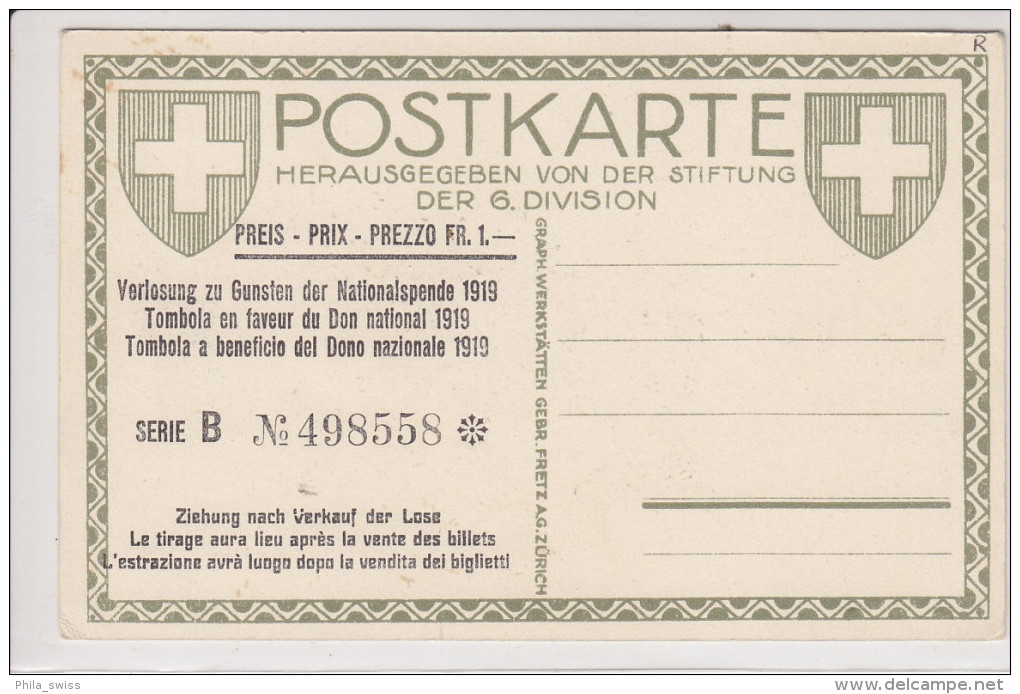 R
POSTKARTE
HERAUSGEGEBEN VON DER STIFTUNG
DER 6. DIVISION
PREIS - PRIX - PREZZO FR. 1.—
Verlosung zu Gunsten der Nationalspende 1919
Tombola en faveur du Don national 1919
Tombola a beneficio del Dono nazionale 1919
SERIE B № 498558 ❊
Ziehung nach Verkauf der Lose
Le tirage aura lieu après la vente des billets
L'estrazione avrà luogo dopo la vendita dei biglietti
GRAPH. WERKSTÄTTEN GEBR. FRETZ A.G. ZÜRICH
Phila_swiss
delcampe.net